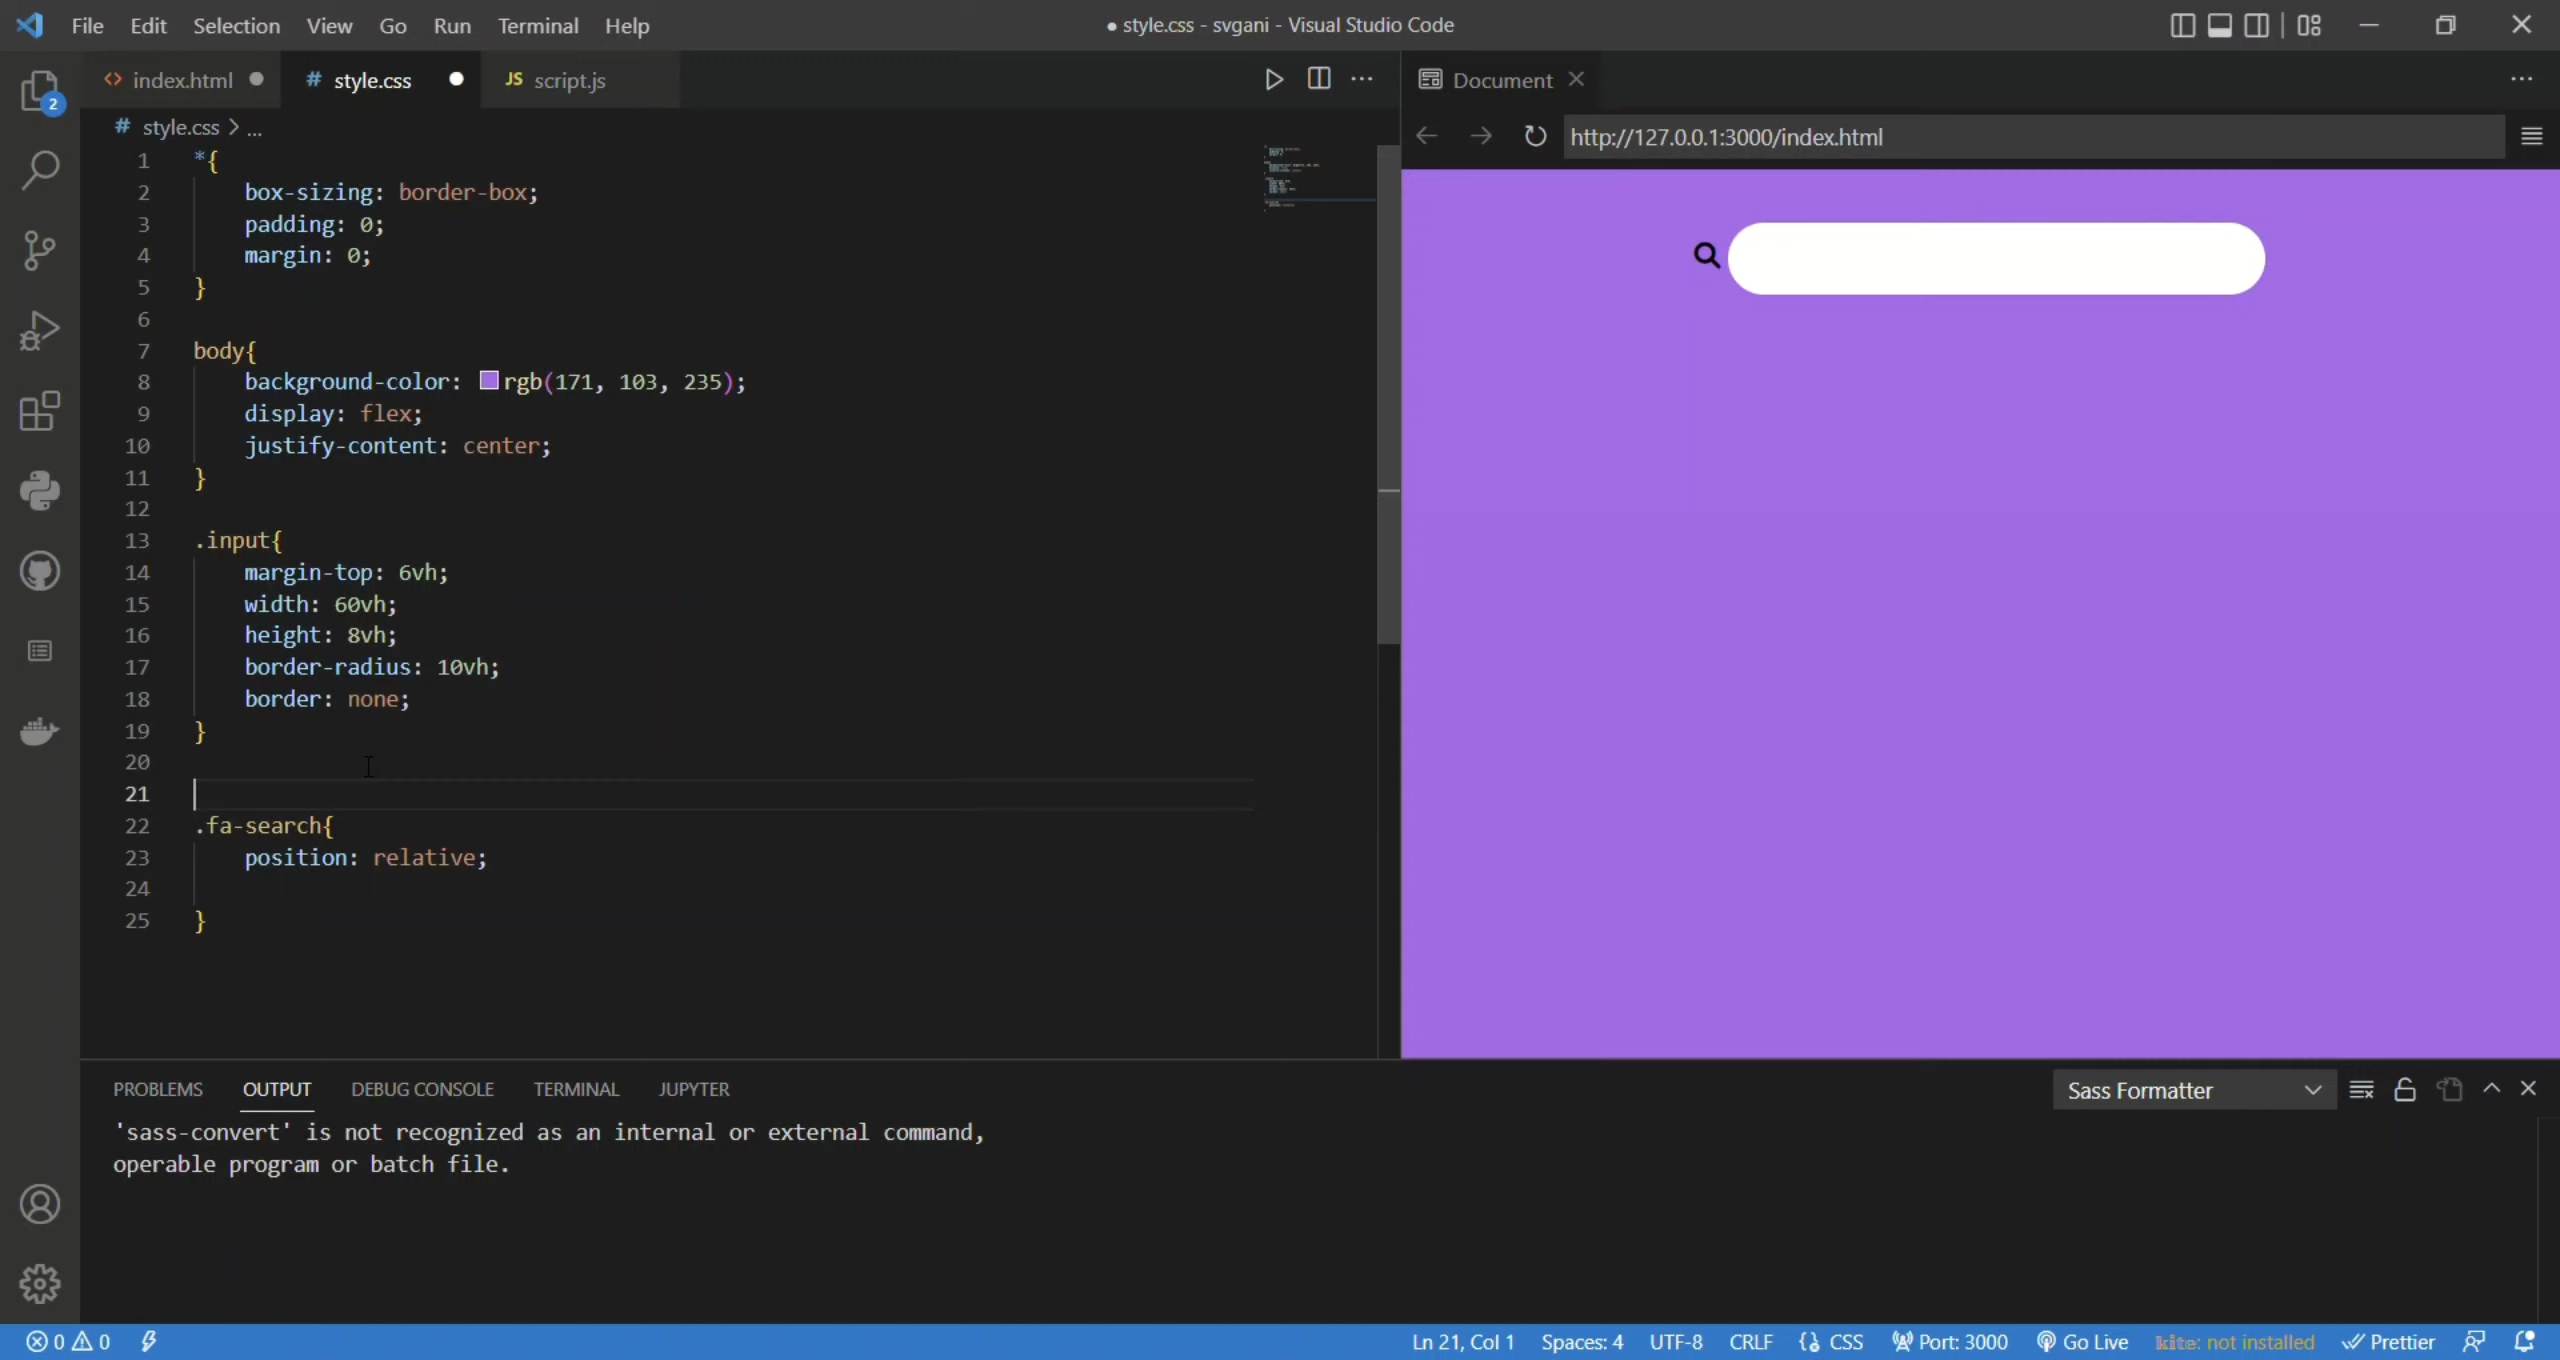 File Edit Selection View Go Run Terminal Help
● style.css - svgani - Visual Studio Code
index.html
# style.css
JS script.js
Document
2
# style.css > ...
http://127.0.0.1:3000/index.html
1 *{
2 box-sizing: border-box;
3 padding: 0;
4 margin: 0;
5 }
6
7 body{
8 background-color: rgb(171, 103, 235);
9 display: flex;
10 justify-content: center;
11 }
12
13 .input{
14 margin-top: 6vh;
15 width: 60vh;
16 height: 8vh;
17 border-radius: 10vh;
18 border: none;
19 }
20
21
22 .fa-search{
23 position: relative;
24
25 }
PROBLEMS OUTPUT DEBUG CONSOLE TERMINAL JUPYTER
Sass Formatter
'sass-convert' is not recognized as an internal or external command,
operable program or batch file.
0 0 Ln 21, Col 1 Spaces: 4 UTF-8 CRLF CSS Port: 3000 Go Live kite: not installed Prettier